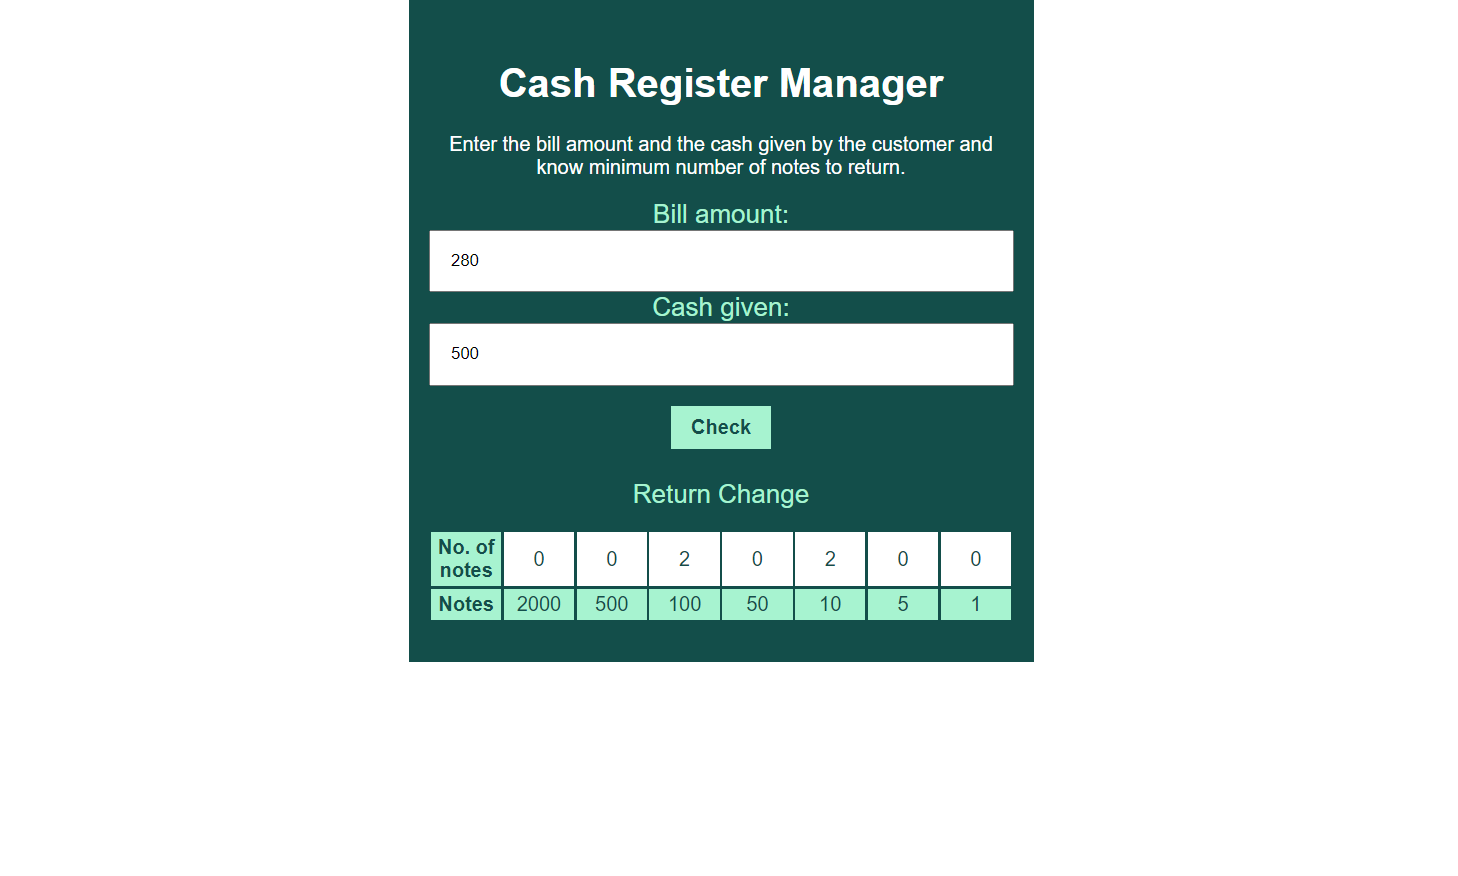 Cash Register Manager
Enter the bill amount and the cash given by the customer and
know minimum number of notes to return.
Bill amount:
280
Cash given:
500
Check
Return Change
No. of
notes 0 0 2 0 2 0 0
Notes 2000 500 100 50 10 5 1